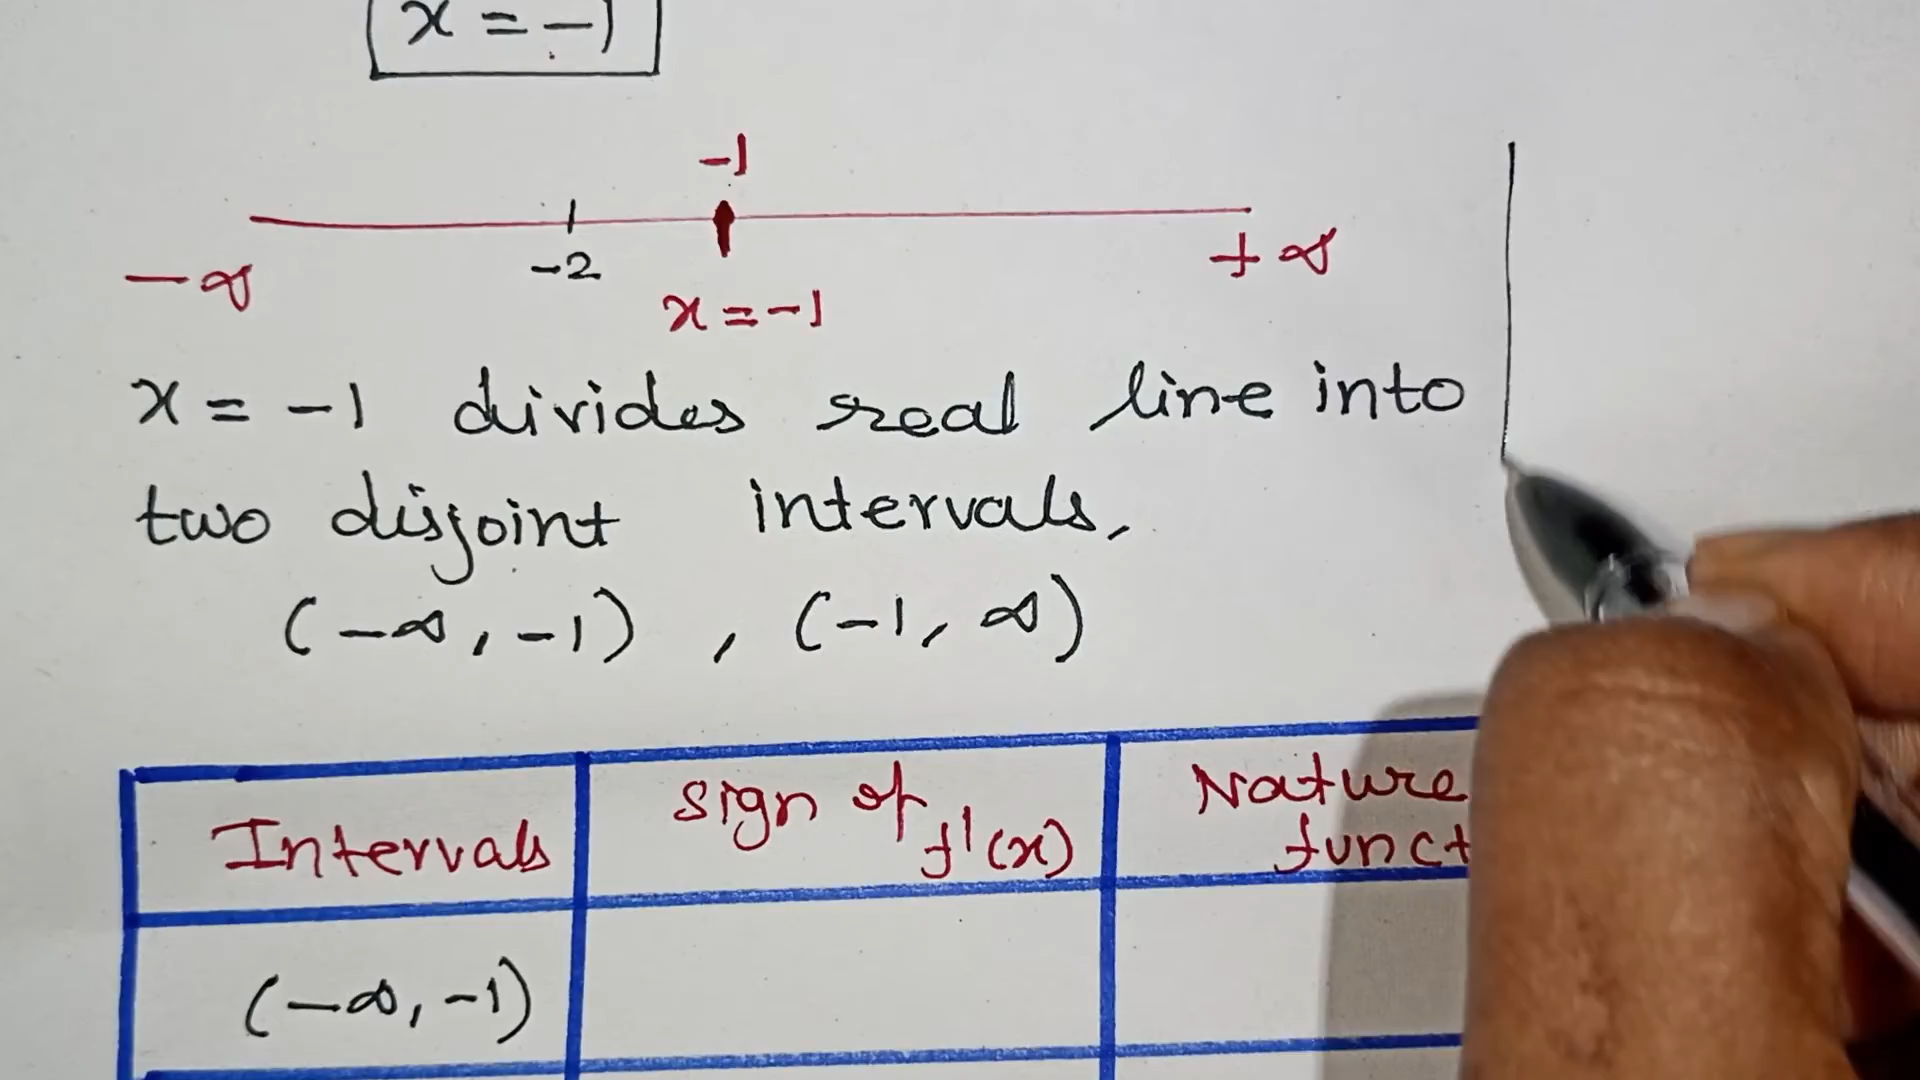 x = -1
-1
-∞ -2 +∞
x = -1
x = -1 divides real line into
two disjoint intervals,
(-∞, -1) , (-1, ∞)
Intervals
sign of f'(x)
Nature
funct
(-∞, -1)